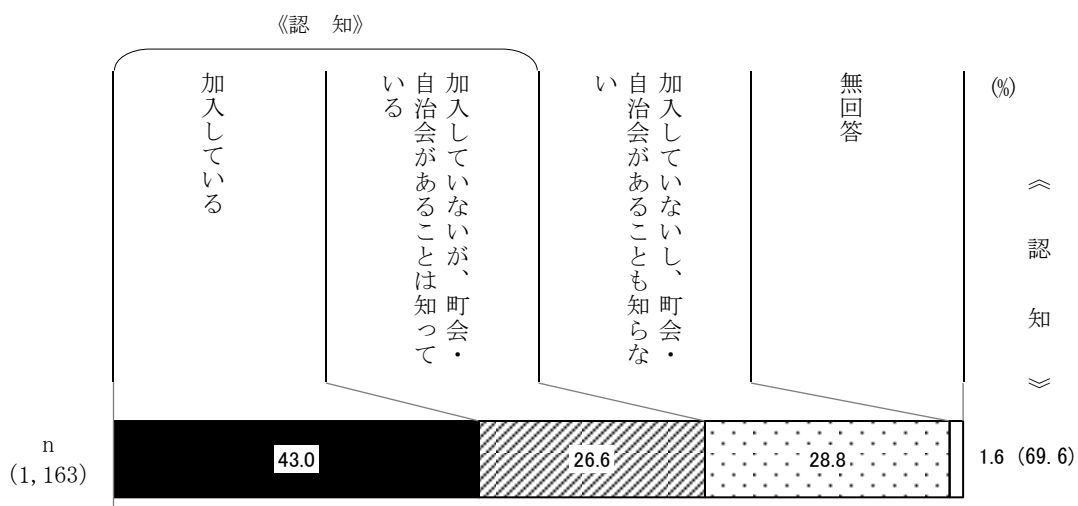 《認　知》
加入している
加入していないが、町会・
自治会があることは知って
いる
加入していないし、町会・
自治会があることも知らな
い
無回答
(%)
《認知》
n
(1,163)
43.0
26.6
28.8
1.6
(69.6)